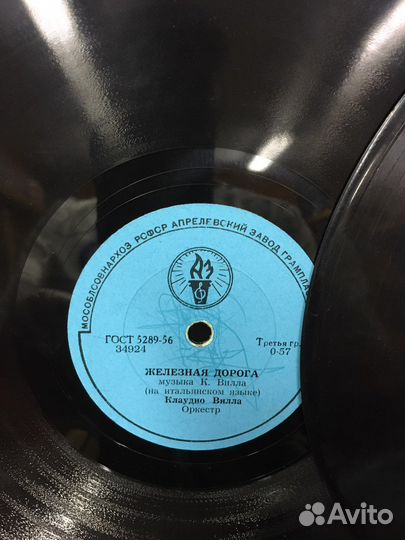 МОСОБЛСОВНАРХОЗ РСФСР АПРЕЛЕВСКИЙ ЗАВОД ГРАМПЛА
АЗ
ГОСТ 5289-56
34924
Третья гр.
0-57
ЖЕЛЕЗНАЯ ДОРОГА
музыка К. Вилла
(на итальянском языке)
Клаудио Вилла
Оркестр
Avito